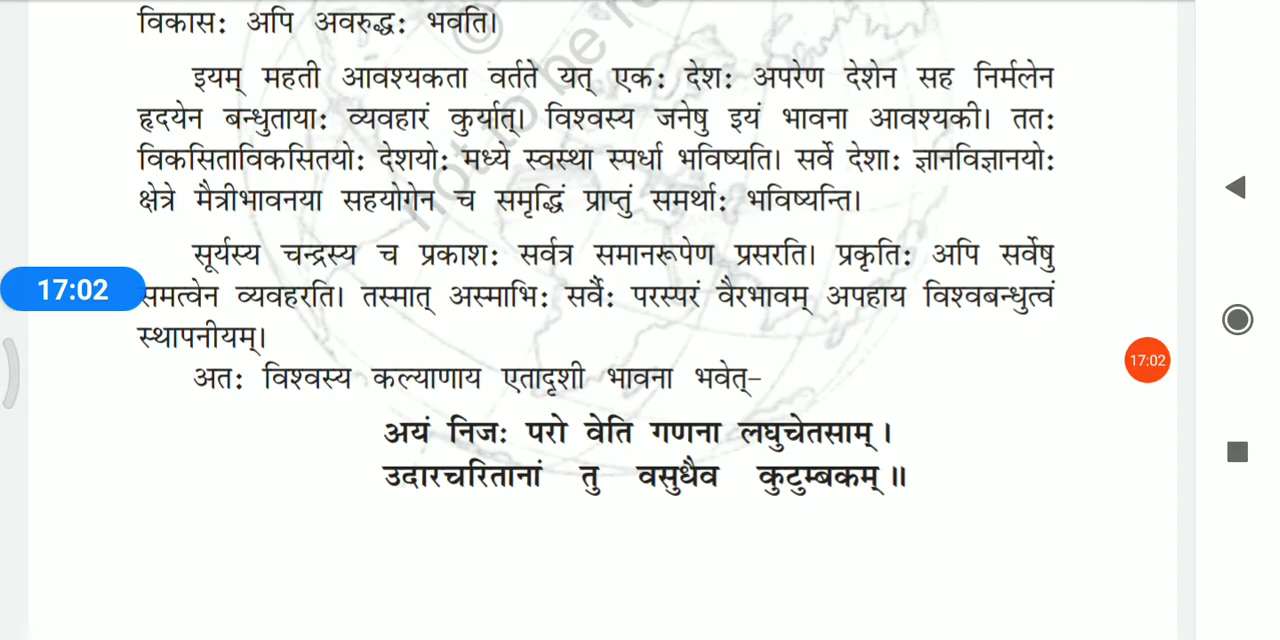 विकास: अपि अवरुद्ध: भवति।
इयम् महती आवश्यकता वर्तते यत् एक: देश: अपरेण देशेन सह निर्मलेन
हृदयेन बन्धुताया: व्यवहारं कुर्यात्। विश्वस्य जनेषु इयं भावना आवश्यकी। तत:
विकसिताविकसितयो: देशयो: मध्ये स्वस्था स्पर्धा भविष्यति। सर्वे देशा: ज्ञानविज्ञानयो:
क्षेत्रे मैत्रीभावनया सहयोगेन च समृद्धिं प्राप्तुं समर्था: भविष्यन्ति।
सूर्यस्य चन्द्रस्य च प्रकाश: सर्वत्र समानरूपेण प्रसरति। प्रकृति: अपि सर्वेषु
17:02
समत्वेन व्यवहरति। तस्मात् अस्माभि: सर्वै: परस्परं वैरभावम् अपहाय विश्वबन्धुत्वं
स्थापनीयम्।
17:02
अत: विश्वस्य कल्याणाय एतादृशी भावना भवेत्–
अयं निजः परो वेति गणना लघुचेतसाम्।
उदारचरितानां तु वसुधैव कुटुम्बकम्॥
© not to be re